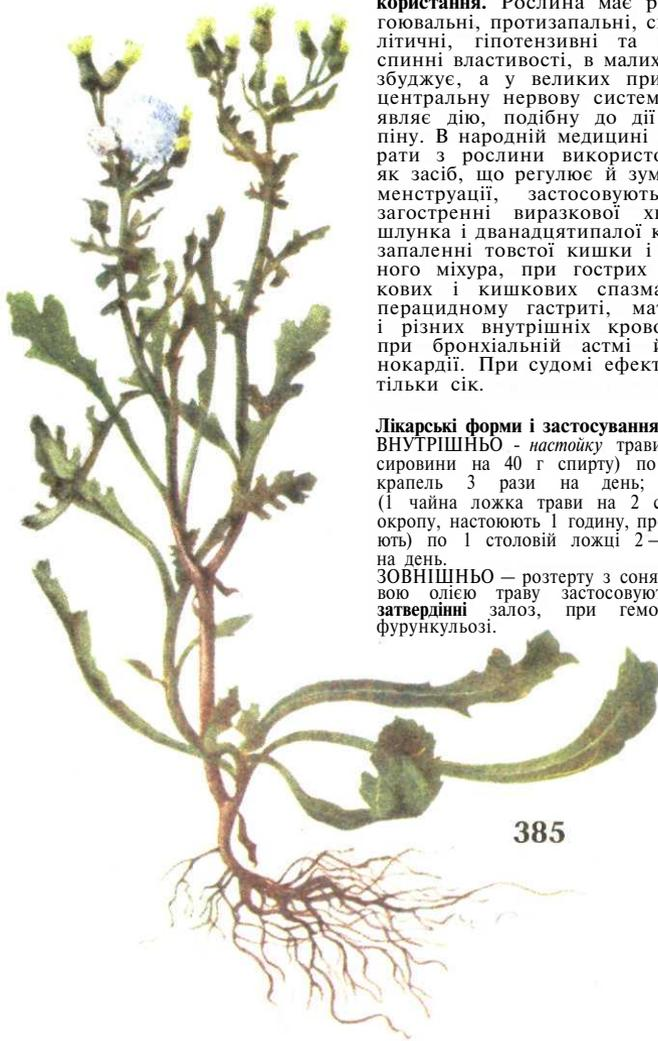 користання. Рослина має р
гоювальні, протизапальні, с
літичні, гіпотензивні та
спинні властивості, в малих
збуджує, а у великих при
центральну нервову систем
являє дію, подібну до дії
піну. В народній медицині
рати з рослини використо
як засіб, що регулює й зум
менструації, застосовують
загостренні виразкової х
шлунка і дванадцятипалої к
запаленні товстої кишки і
ного міхура, при гострих
кових і кишкових спазма
перацидному гастриті, мат
і різних внутрішніх крово
при бронхіальній астмі й
нокардії. При судомі ефект
тільки сік.
Лікарські форми і застосування
ВНУТРІШНЬО - настойку трави
сировини на 40 г спирту) по
крапель 3 рази на день;
(1 чайна ложка трави на 2 с
окропу, настоюють 1 годину, пр
ють) по 1 столовій ложці 2—
на день.
ЗОВНІШНЬО — розтерту з соня
вою олією траву застосовуют
затвердінні залоз, при гемо
фурункульозі.
385